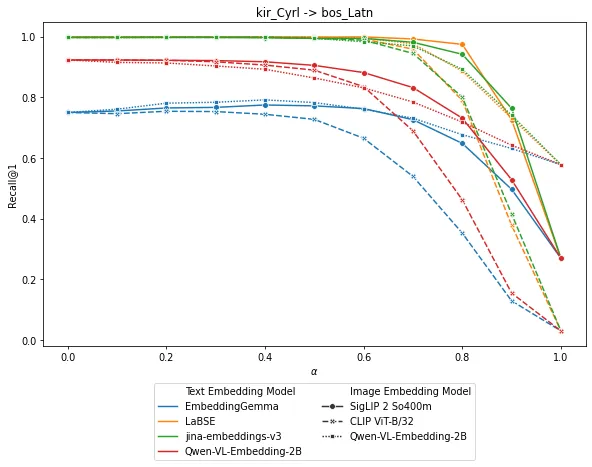 kir_Cyrl -> bos_Latn
Recall@1
1.0
0.8
0.6
0.4
0.2
0.0
0.0 0.2 0.4 0.6 0.8 1.0
α
Text Embedding Model
EmbeddingGemma
LaBSE
jina-embeddings-v3
Qwen-VL-Embedding-2B
Image Embedding Model
SigLIP 2 So400m
CLIP ViT-B/32
Qwen-VL-Embedding-2B